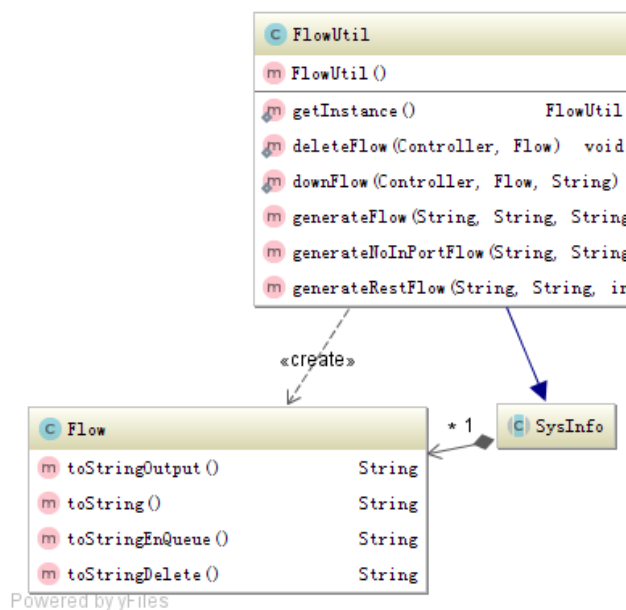 C FlowUtil
m FlowUtil()
m getInstance() FlowUtil
m deleteFlow(Controller, Flow) void
m downFlow(Controller, Flow, String)
m generateFlow(String, String, String
m generateNoInPortFlow(String, String
m generateRestFlow(String, String, in
«create»
C Flow
* 1
C SysInfo
m toStringOutput() String
m toString() String
m toStringEnQueue() String
m toStringDelete() String
Powered by yFiles